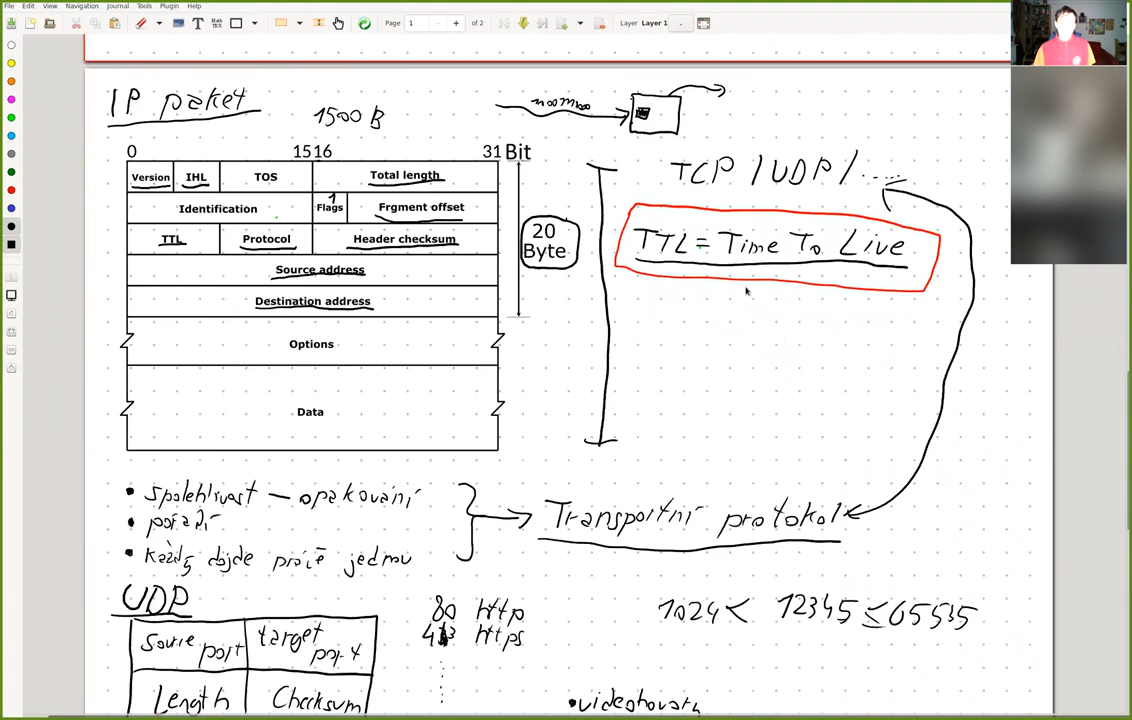 File Edit View Navigation Journal Tools Plugin Help
Page 1 of 2 Layer Layer 1
IP paket
1500 B
0 15 16 31 Bit
Version IHL TOS Total length
Identification Flags Frgment offset
TTL Protocol Header checksum
Source address
Destination address
Options
Data
20
Byte
TCP / UDP / .....
TTL = Time To Live
• spolehlivost — opakování
• pořadí
• každý dojde právě jednou
Transportní protokol
UDP
source port target port
Length Checksum
80 http
443 https
1024 < 12345 ≤ 65535